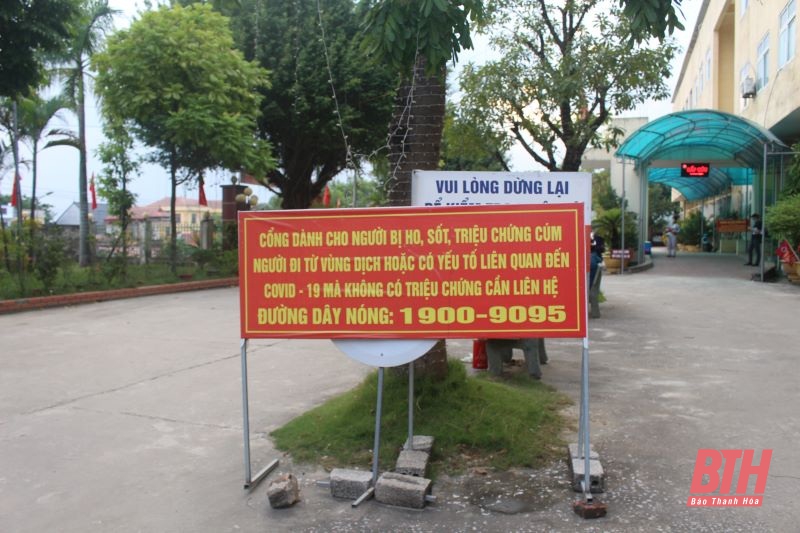 VUI LÒNG DỪNG LẠI
CỔNG DÀNH CHO NGƯỜI BỊ HO, SỐT, TRIỆU CHỨNG CÚM
NGƯỜI ĐI TỪ VÙNG DỊCH HOẶC CÓ YẾU TỐ LIÊN QUAN ĐẾN
COVID - 19 MÀ KHÔNG CÓ TRIỆU CHỨNG CẦN LIÊN HỆ
ĐƯỜNG DÂY NÓNG: 1900-9095
CẤP CỨU
BTH
Báo Thanh Hóa